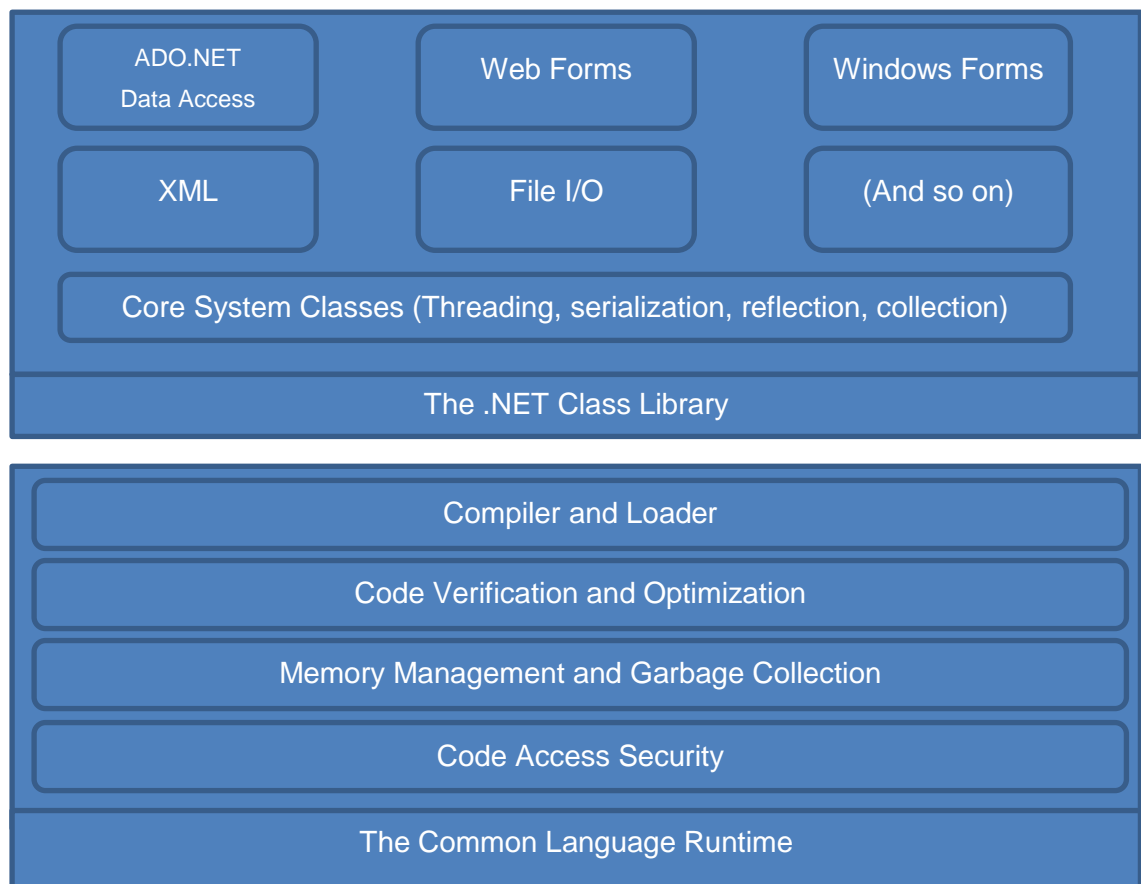 ADO.NET
Data Access
Web Forms
Windows Forms
XML
File I/O
(And so on)
Core System Classes (Threading, serialization, reflection, collection)
The .NET Class Library
Compiler and Loader
Code Verification and Optimization
Memory Management and Garbage Collection
Code Access Security
The Common Language Runtime